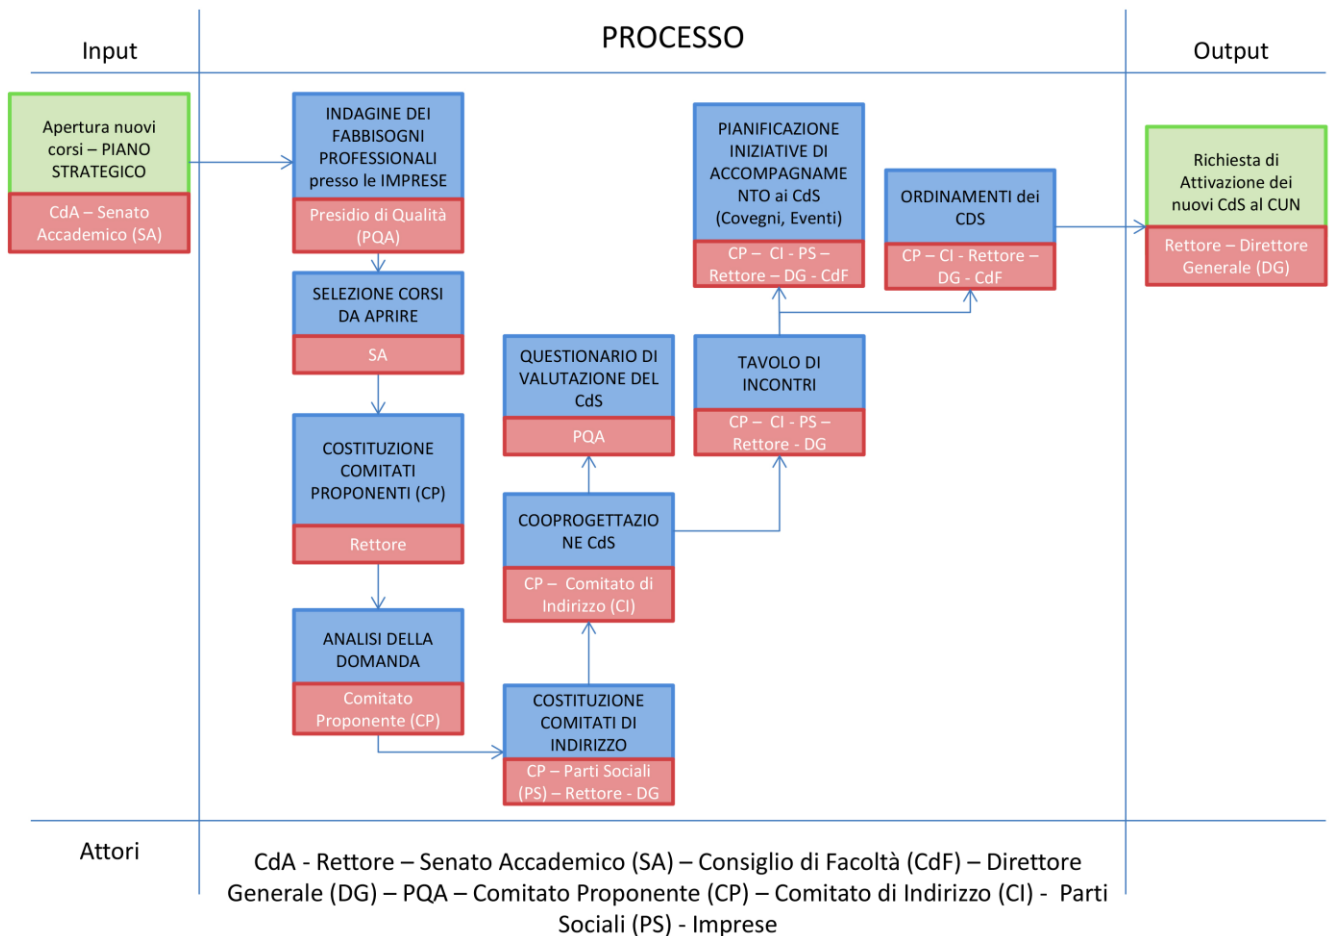 Input
PROCESSO
Output
Apertura nuovi
corsi – PIANO
STRATEGICO
CdA – Senato
Accademico (SA)
INDAGINE DEI
FABBISOGNI
PROFESSIONALI
presso le IMPRESE
Presidio di Qualità
(PQA)
SELEZIONE CORSI
DA APRIRE
SA
COSTITUZIONE
COMITATI
PROPONENTI (CP)
Rettore
ANALISI DELLA
DOMANDA
Comitato
Proponente (CP)
COSTITUZIONE
COMITATI DI
INDIRIZZO
CP – Parti Sociali
(PS) – Rettore - DG
COOPROGETTAZIO
NE CdS
CP –  Comitato di
Indirizzo (CI)
QUESTIONARIO DI
VALUTAZIONE DEL
CdS
PQA
TAVOLO DI
INCONTRI
CP –  CI - PS –
Rettore - DG
PIANIFICAZIONE
INIZIATIVE DI
ACCOMPAGNAME
NTO ai CdS
(Covegni, Eventi)
CP –  CI - PS –
Rettore – DG - CdF
ORDINAMENTI dei
CDS
CP – CI - Rettore –
DG - CdF
Richiesta di
Attivazione dei
nuovi CdS al CUN
Rettore – Direttore
Generale (DG)
Attori
CdA - Rettore – Senato Accademico (SA) – Consiglio di Facoltà (CdF) – Direttore
Generale (DG) – PQA – Comitato Proponente (CP) – Comitato di Indirizzo (CI) -  Parti
Sociali (PS) - Imprese